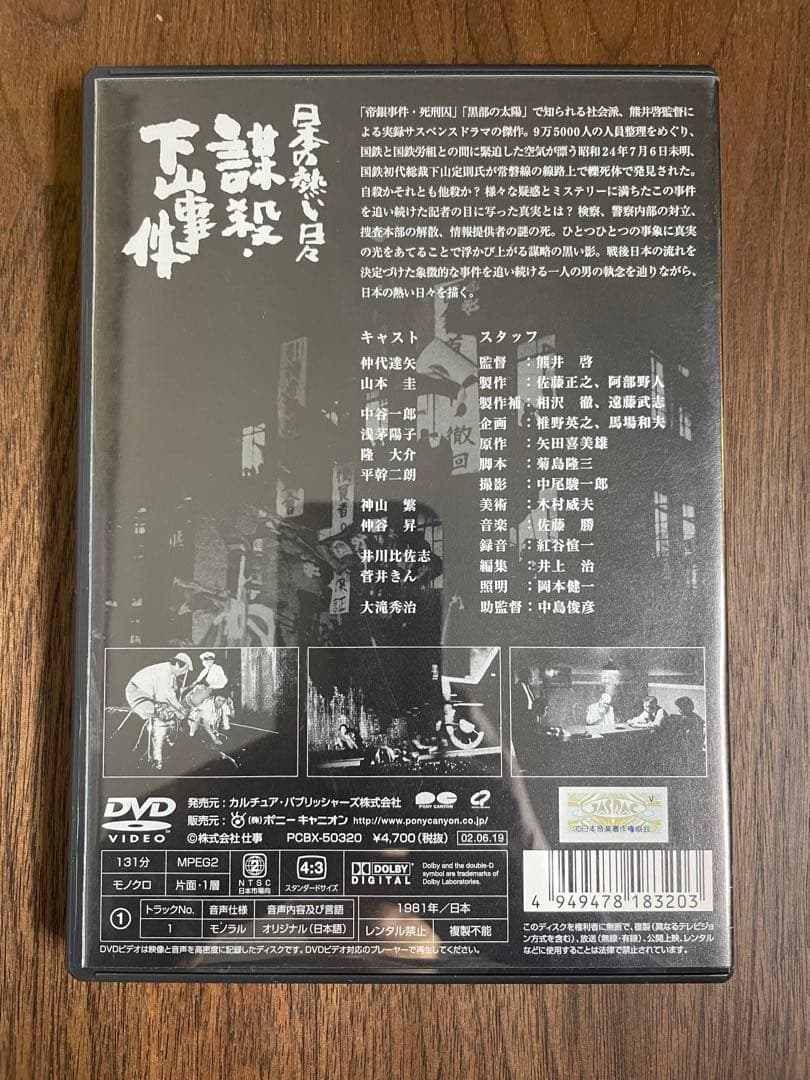 日本の熱い日々
謀殺・
下山事件
「帝銀事件・死刑囚」「黒部の太陽」で知られる社会派、熊井啓監督に
よる実録サスペンスドラマの傑作。9万5000人の人員整理をめぐり、
国鉄と国鉄労組との間に緊迫した空気が漂う昭和24年7月6日未明、
国鉄初代総裁下山定則氏が常磐線の線路上で轢死体で発見された。
自殺かそれとも他殺か? 様々な疑惑とミステリーに満ちたこの事件
を追い続けた記者の目に写った真実とは? 検察、警察内部の対立、
捜査本部の解散、情報提供者の謎の死。ひとつひとつの事象に真実
の光をあてることで浮かび上がる謀略の黒い影。戦後日本の流れを
決定づけた象徴的な事件を追い続ける一人の男の執念を辿りながら、
日本の熱い日々を描く。
キャスト
仲代達矢
山本 圭
中谷一郎
浅茅陽子
隆 大介
平幹二朗
神山 繁
仲谷 昇
井川比佐志
菅井きん
大滝秀治
スタッフ
監督:熊井 啓
製作:佐藤正之、阿部野人
製作補:相沢 徹、遠藤武志
企画:椎野英之、馬場和夫
原作:矢田喜美雄
脚本:菊島隆三
撮影:中尾駿一郎
美術:木村威夫
音楽:佐藤 勝
録音:紅谷愃一
編集:井上 治
照明:岡本健一
助監督:中島俊彦
撤回
保証
DVD
VIDEO
発売元:カルチュア・パブリッシャーズ株式会社
PONY CANYON
販売元:(株)ポニーキャニオン http://www.ponycanyon.co.jp/
©株式会社仕事 PCBX-50320 ¥4,700(税抜) 02.06.19
JASRAC
V
日本音楽著作権協会
131分 MPEG2
2
NTSC
日本市場向
4:3
スタンダードサイズ
DOLBY
DIGITAL
Dolby and the double-D
symbol are trademarks of
Dolby Laboratories.
モノクロ 片面・1層
1
トラックNo. 音声仕様 音声内容及び言語
1 モノラル オリジナル(日本語)
1981年/日本
レンタル禁止 複製不能
DVDビデオは映像と音声を高密度に記録したディスクです。DVDビデオ対応のプレーヤーで再生してください。
4 949478 183203
このディスクを権利者に無断で、複製(異なるテレビジョ
ン方式を含む)、放送(無線・有線)、公開上映、レンタル
などに使用することは法律で禁止されています。